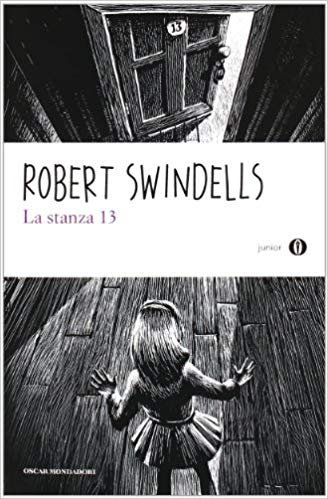 13
ROBERT SWINDELLS
La stanza 13
junior
OSCAR MONDADORI